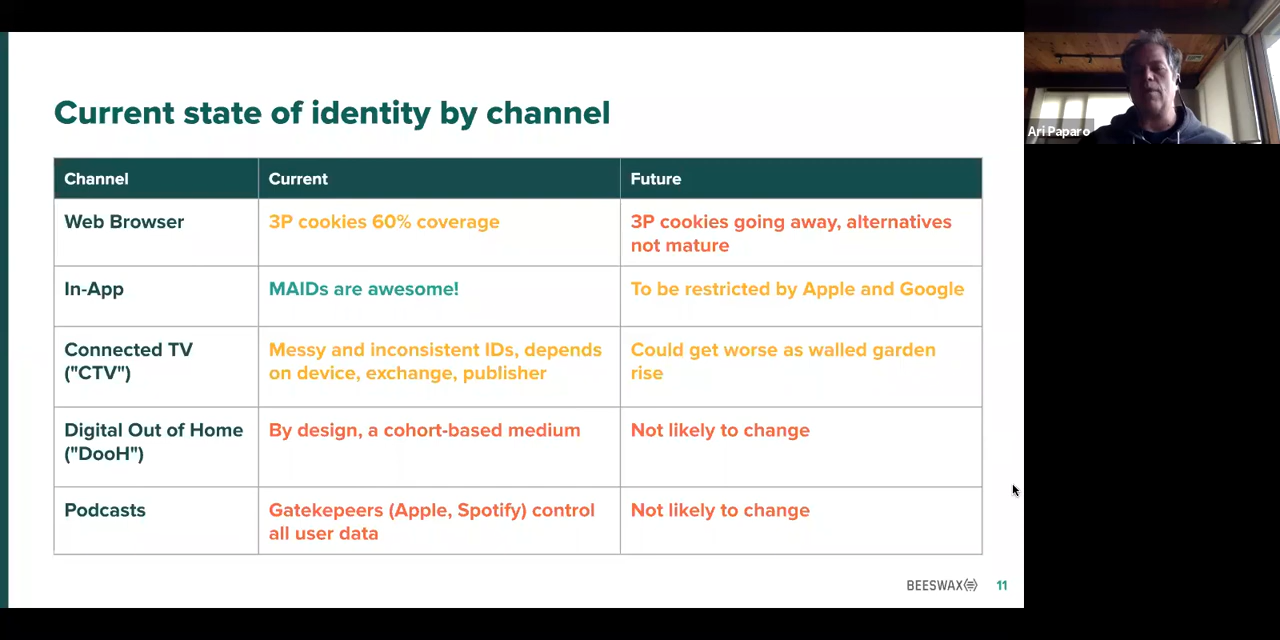 Current state of identity by channel
Channel
Current
Future
Web Browser
3P cookies 60% coverage
3P cookies going away, alternatives
not mature
In-App
MAIDs are awesome!
To be restricted by Apple and Google
Connected TV
("CTV")
Messy and inconsistent IDs, depends
on device, exchange, publisher
Could get worse as walled garden
rise
Digital Out of Home
("DooH")
By design, a cohort-based medium
Not likely to change
Podcasts
Gatekepeers (Apple, Spotify) control
all user data
Not likely to change
BEESWAX
11
Ari Paparo